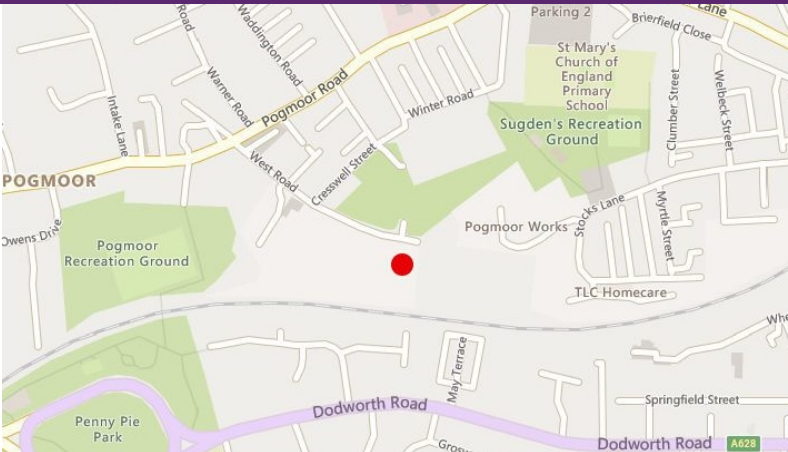 Parking 2
Lane
Brierfield Close
Road
Waddington Road
St Mary's
Church of
England
Primary
School
Intake Lane
Warner Road
Pogmoor Road
Winter Road
Clumber Street
Welbeck Street
Sugden's Recreation
Ground
West Road
Cresswell Street
POGMOOR
Stocks Lane
Myrtle Street
Owens Drive
Pogmoor Works
Pogmoor
Recreation Ground
TLC Homecare
Whe
May Terrace
Dodworth Road
Springfield Street
Penny Pie
Park
Grosv
Dodworth Road
A628